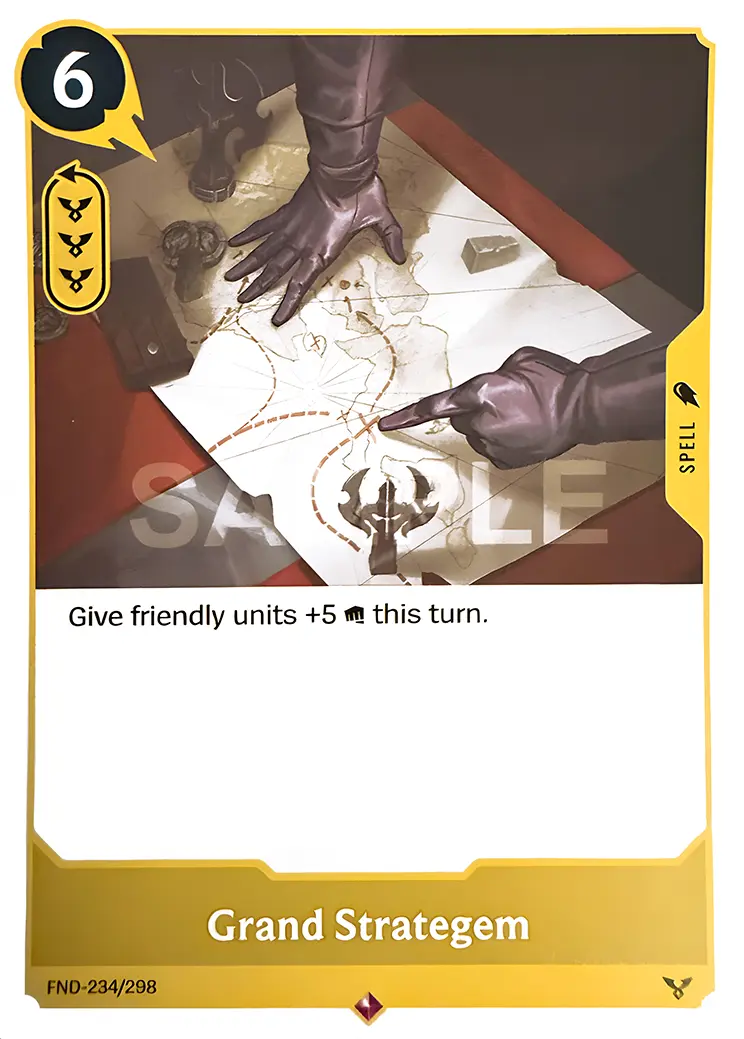 6
SPELL
SAMPLE
Give friendly units +5 this turn.
Grand Strategem
FND-234/298